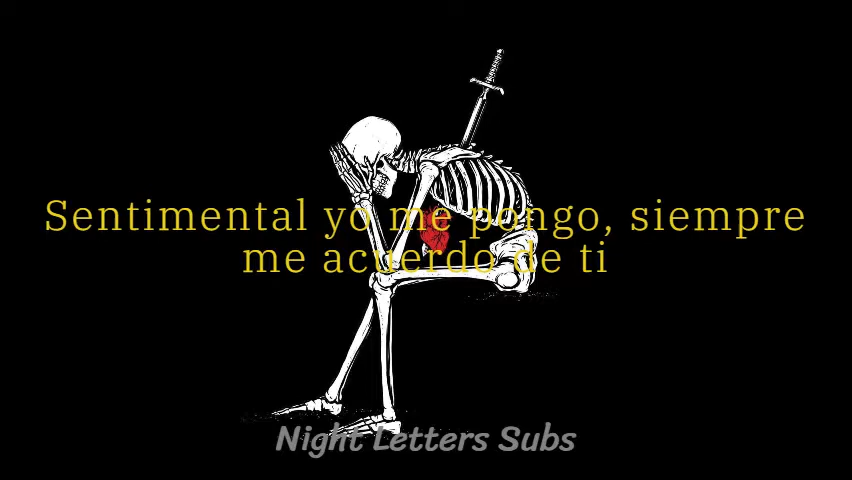 Sentimental yo me pongo, siempre
me acuerdo de ti
Night Letters Subs